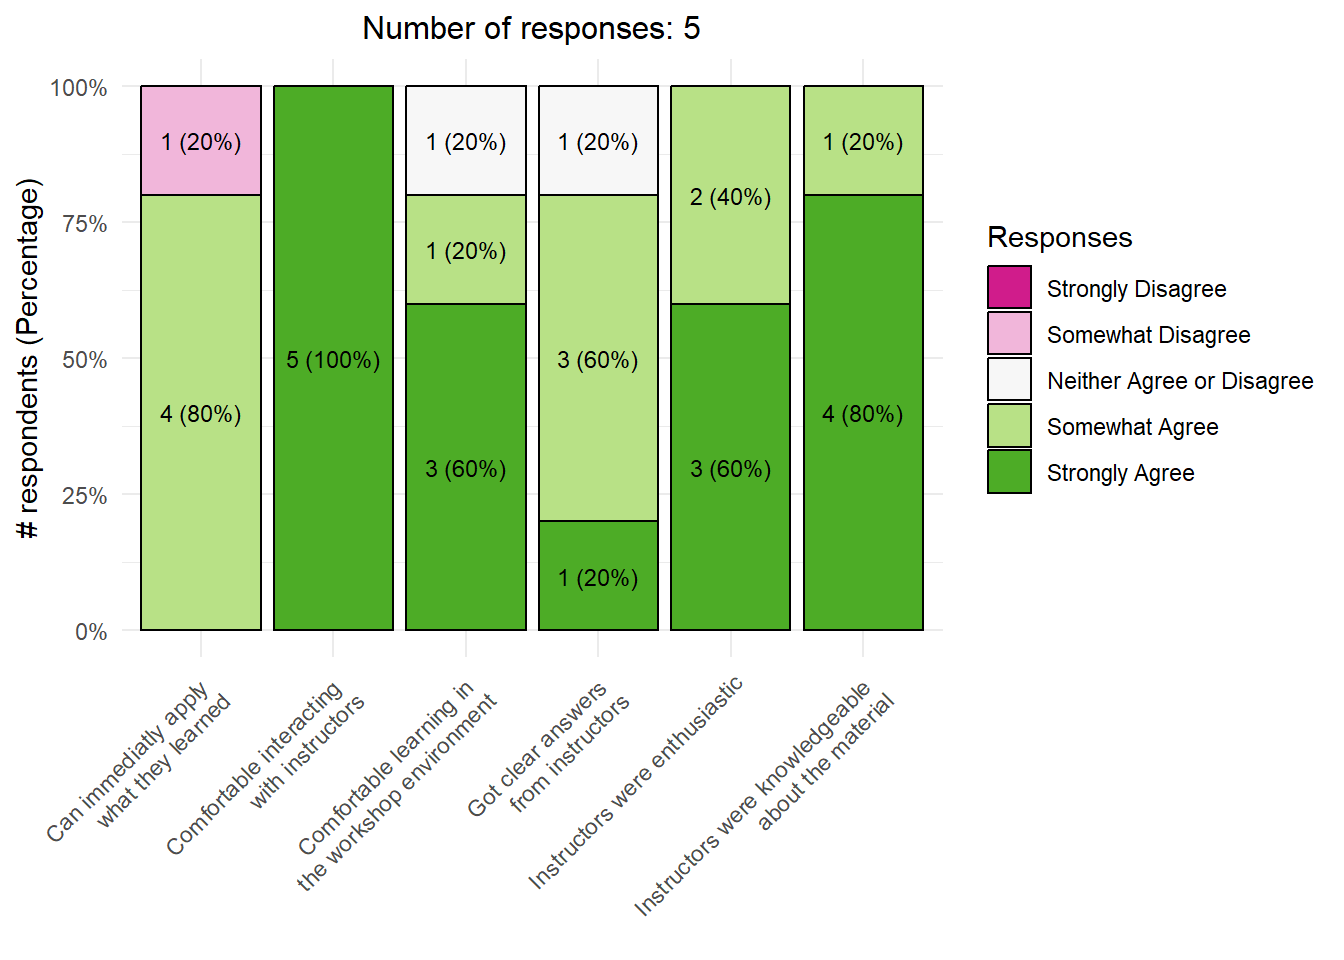 Number of responses: 5
# respondents (Percentage)
100%
75%
50%
25%
0%
1 (20%)
4 (80%)
5 (100%)
1 (20%)
1 (20%)
3 (60%)
1 (20%)
3 (60%)
1 (20%)
2 (40%)
3 (60%)
1 (20%)
4 (80%)
Can immediatly apply
what they learned
Comfortable interacting
with instructors
Comfortable learning in
the workshop environment
Got clear answers
from instructors
Instructors were enthusiastic
Instructors were knowledgeable
about the material
Responses
Strongly Disagree
Somewhat Disagree
Neither Agree or Disagree
Somewhat Agree
Strongly Agree